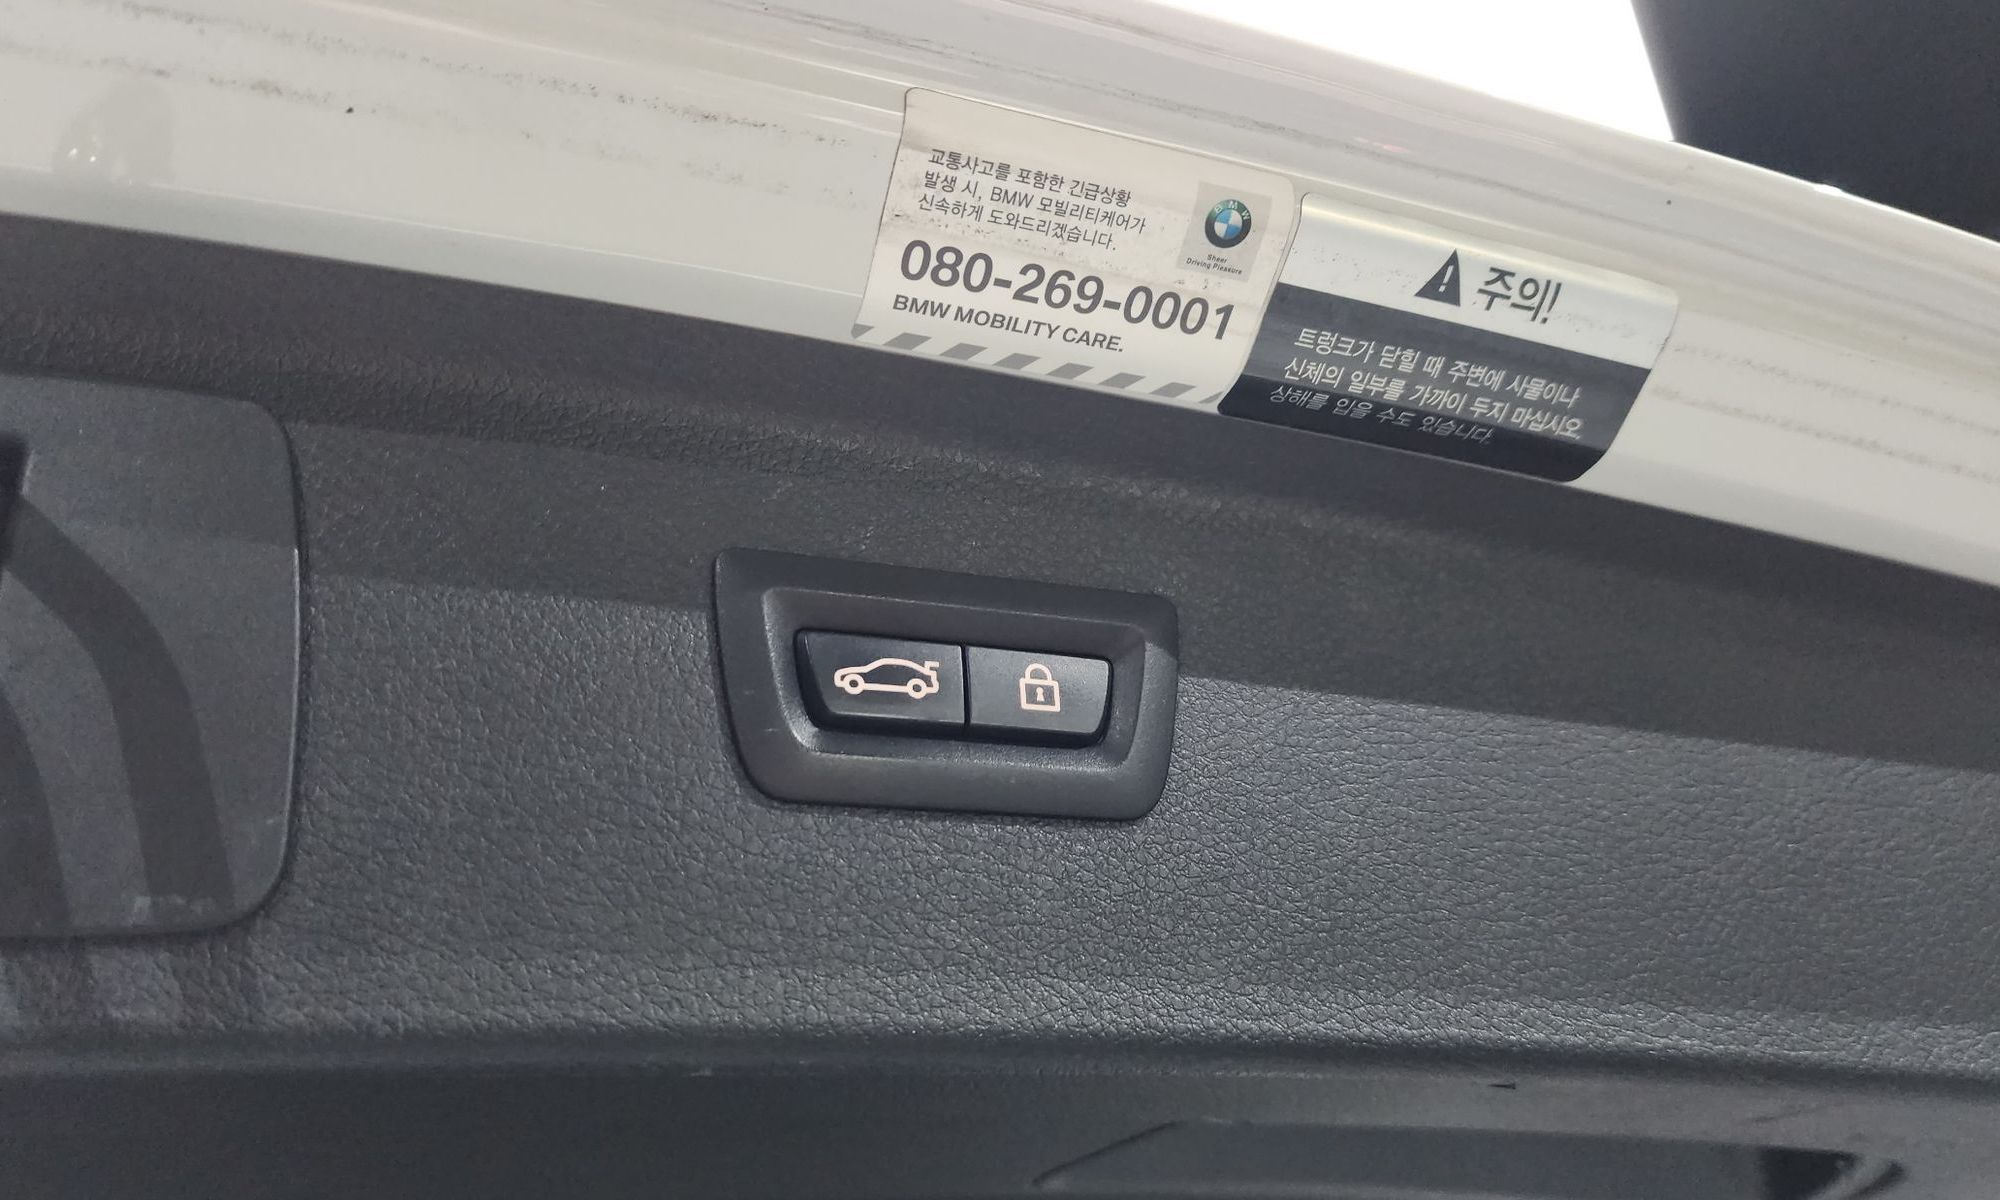 교통사고를 포함한 긴급상황
발생 시, BMW 모빌리티케어가
신속하게 도와드리겠습니다.
BMW
Sheer
Driving Pleasure
080-269-0001
BMW MOBILITY CARE.
주의!
트렁크가 닫힐 때 주변에 사물이나
신체의 일부를 가까이 두지 마십시오.
상해를 입을 수도 있습니다.